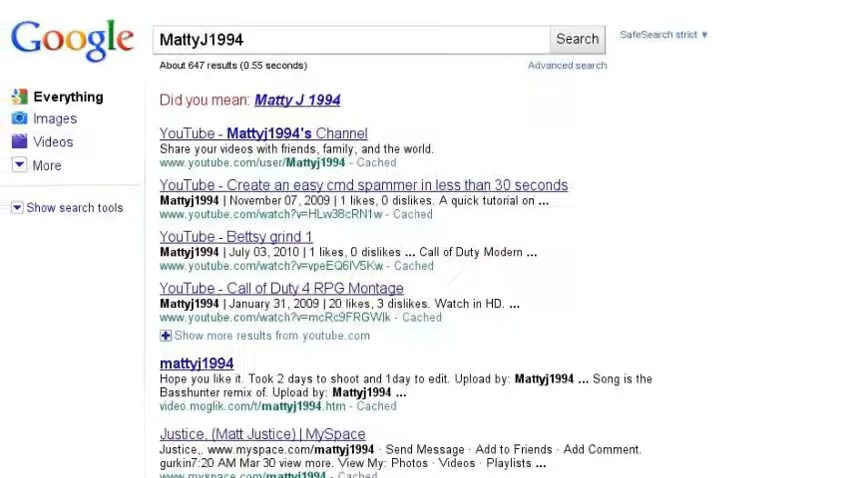 Google
MattyJ1994
Search
SafeSearch strict ▼
About 647 results (0.55 seconds)
Advanced search
Everything
Images
Videos
More
Show search tools
Did you mean: Matty J 1994
YouTube - Mattyj1994's Channel
Share your videos with friends, family, and the world.
www.youtube.com/user/Mattyj1994 - Cached
YouTube - Create an easy cmd spammer in less than 30 seconds
Mattyj1994 | November 07, 2009 | 1 likes, 0 dislikes. A quick tutorial on ...
www.youtube.com/watch?v=HLw38cRN1w - Cached
YouTube - Bettsy grind 1
Mattyj1994 | July 03, 2010 | 1 likes, 0 dislikes ... Call of Duty Modern ...
www.youtube.com/watch?v=vpeEQ6IV5Kw - Cached
YouTube - Call of Duty 4 RPG Montage
Mattyj1994 | January 31, 2009 | 20 likes, 3 dislikes. Watch in HD. ...
www.youtube.com/watch?v=mcRc9FRGWlk - Cached
Show more results from youtube.com
mattyj1994
Hope you like it. Took 2 days to shoot and 1day to edit. Upload by: Mattyj1994 ... Song is the
Basshunter remix of. Upload by: Mattyj1994 ...
video.moglik.com/t/mattyj1994.htm - Cached
Justice, (Matt Justice) | MySpace
Justice,. www.myspace.com/mattyj1994 · Send Message · Add to Friends · Add Comment.
gurkin7:20 AM Mar 30 view more. View My: Photos · Videos · Playlists ...
www.myspace.com/mattyj1994 - Cached